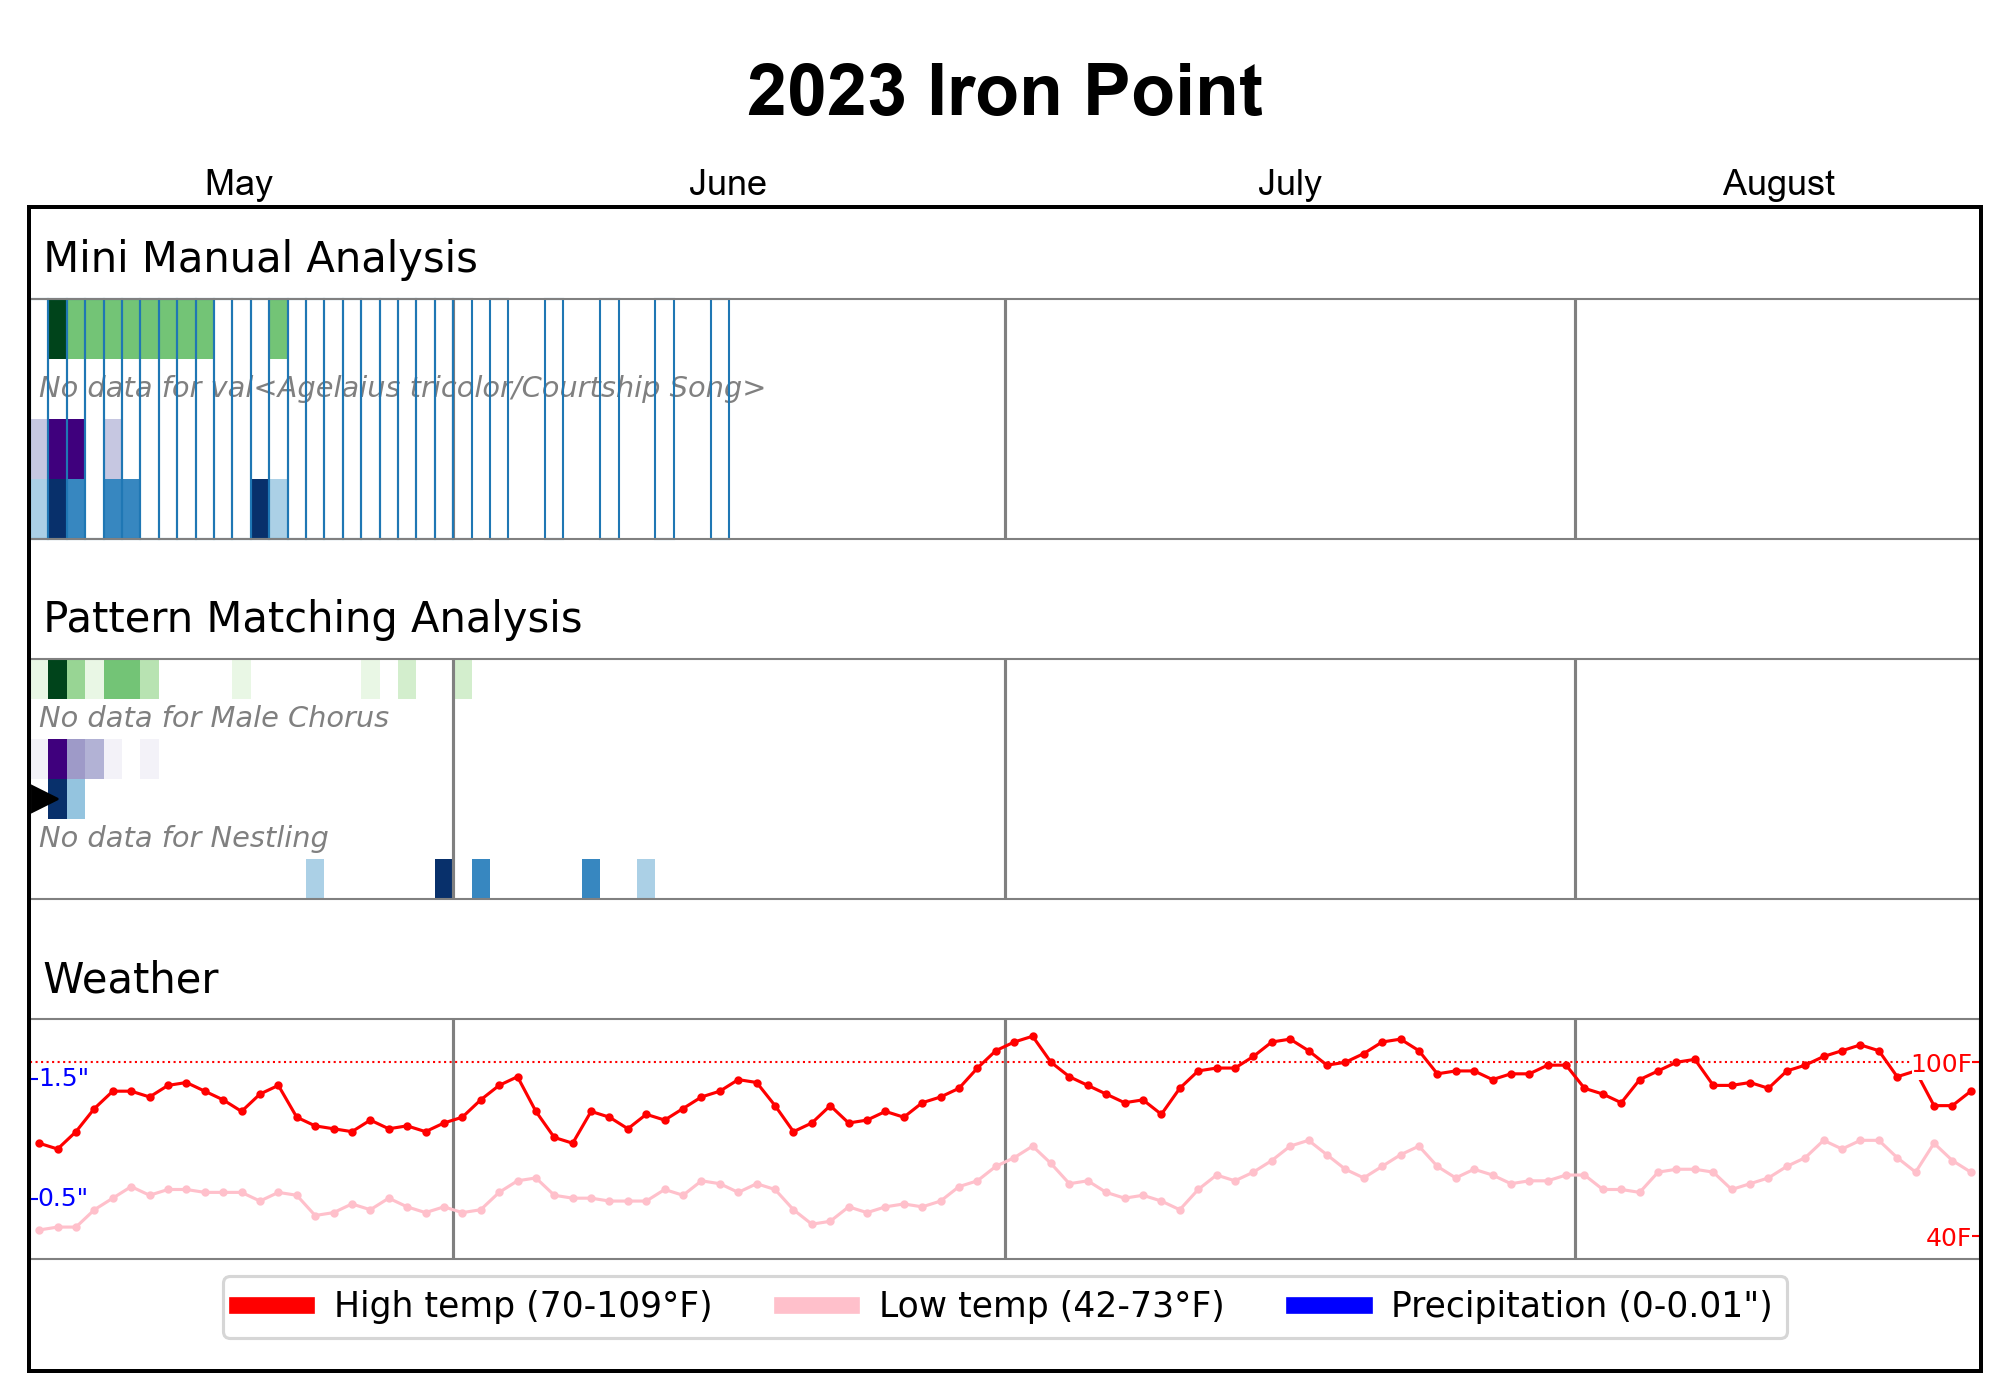 2023 Iron Point
May June July August
Mini Manual Analysis
No data for val<Agelaius tricolor/Courtship Song>
Pattern Matching Analysis
No data for Male Chorus
No data for Nestling
Weather
100F
1.5"
0.5"
40F
High temp (70-109°F) Low temp (42-73°F) Precipitation (0-0.01")